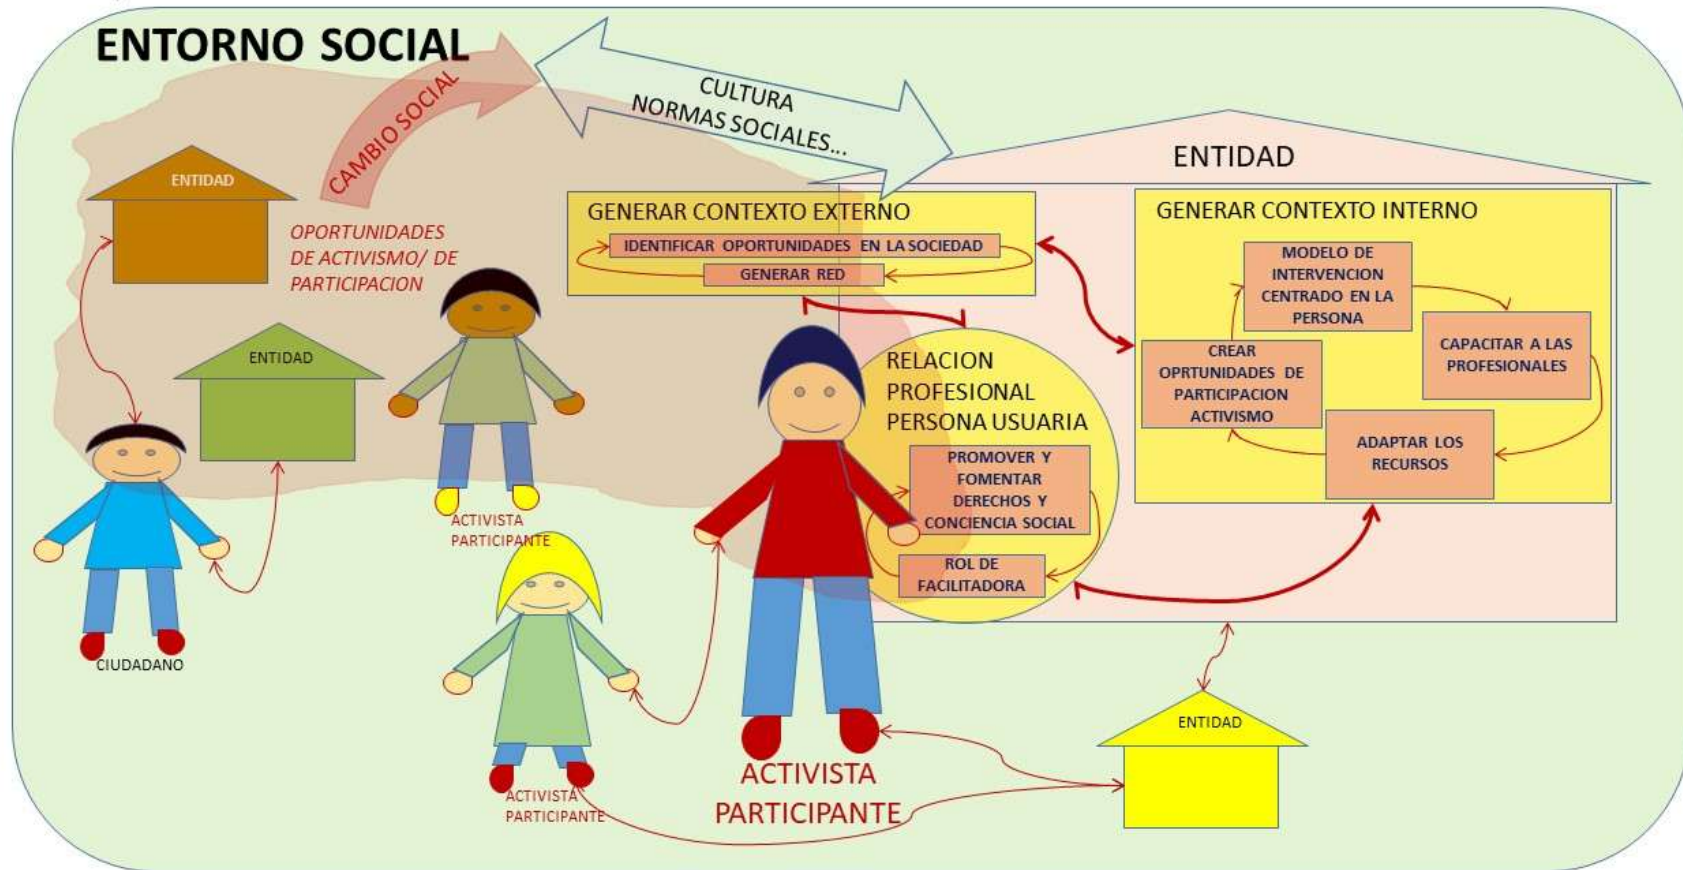 ENTORNO SOCIAL
CAMBIO SOCIAL
CULTURA
NORMAS SOCIALES...
ENTIDAD
ENTIDAD
OPORTUNIDADES
DE ACTIVISMO/ DE
PARTICIPACION
GENERAR CONTEXTO EXTERNO
IDENTIFICAR OPORTUNIDADES EN LA SOCIEDAD
GENERAR RED
GENERAR CONTEXTO INTERNO
MODELO DE
INTERVENCION
CENTRADO EN LA
PERSONA
CAPACITAR A LAS
PROFESIONALES
ADAPTAR LOS
RECURSOS
CREAR
OPRTUNIDADES DE
PARTICIPACION
ACTIVISMO
ENTIDAD
RELACION
PROFESIONAL
PERSONA USUARIA
PROMOVER Y
FOMENTAR
DERECHOS Y
CONCIENCIA SOCIAL
ROL DE
FACILITADORA
ACTIVISTA
PARTICIPANTE
CIUDADANO
ENTIDAD
ACTIVISTA
PARTICIPANTE
ACTIVISTA
PARTICIPANTE